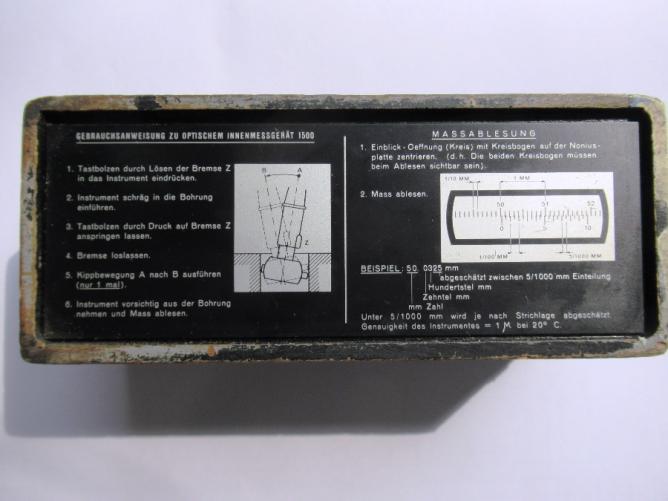 GEBRAUCHSANWEISUNG ZU OPTISCHEM INNENMESSGERÄT 1500
1. Tastbolzen durch Lösen der Bremse Z
in das Instrument eindrücken.
2. Instrument schräg in die Bohrung
einführen.
3. Tastbolzen durch Druck auf Bremse Z
anspringen lassen.
4. Bremse loslassen.
5. Kippbewegung A nach B ausführen
(nur 1 mal).
6. Instrument vorsichtig aus der Bohrung
nehmen und Mass ablesen.
B A
Z
MASSABLESUNG
1. Einblick-Oeffnung (Kreis) mit Kreisbogen auf der Nonius-
platte zentrieren. (d.h. Die beiden Kreisbogen müssen
beim Ablesen sichtbar sein).
2. Mass ablesen.
1/10 MM 1 MM
50 51 52
0 5 10
1/100 MM 5/1000 MM
BEISPIEL: 50. 0325 mm
abgeschätzt zwischen 5/1000 mm Einteilung
Hundertstel mm
Zehntel mm
mm Zahl
Unter 5/1000 mm wird je nach Strichlage abgeschätzt.
Genauigkeit des Instrumentes = 1 µ bei 20° C.